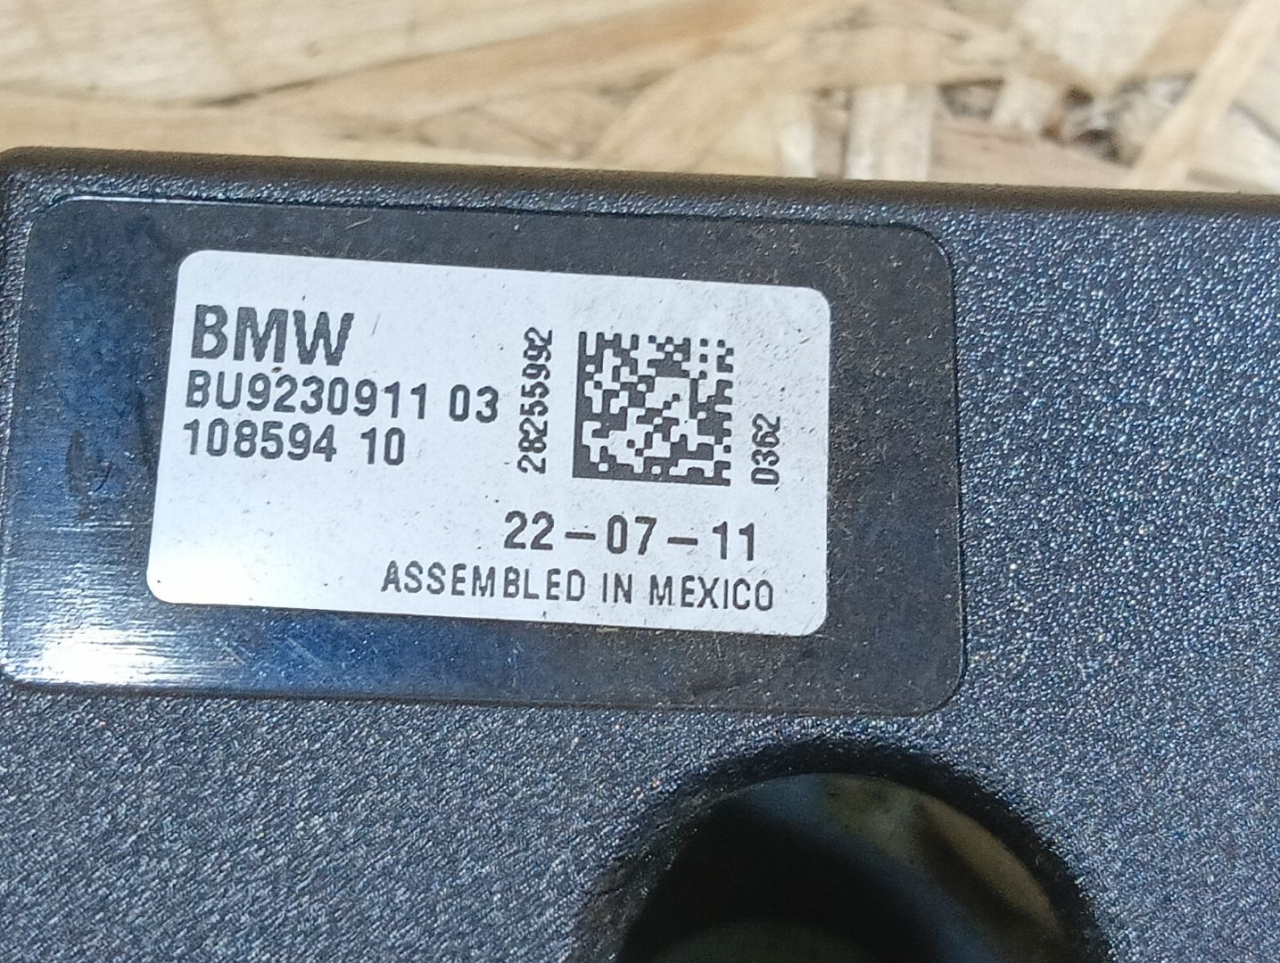 BMW
BU9230911 03
108594 10
28255992
0362
22-07-11
ASSEMBLED IN MEXICO